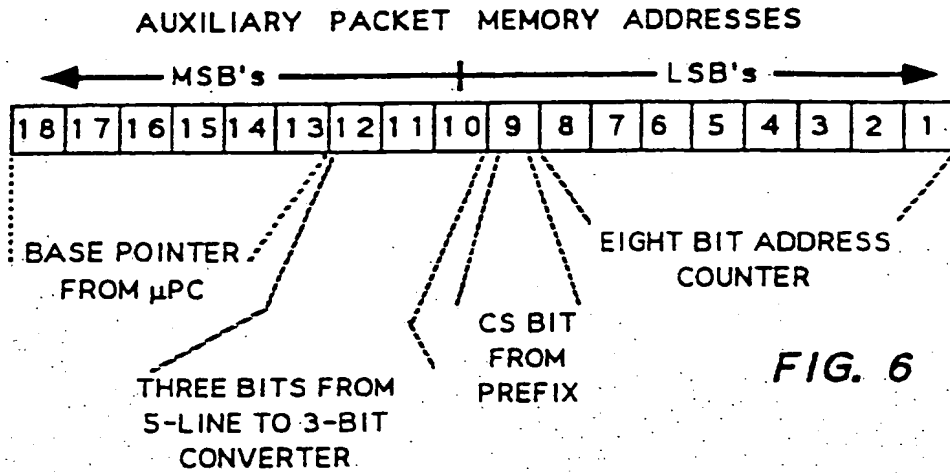 AUXILIARY PACKET MEMORY ADDRESSES
MSB's LSB's
18 17 16 15 14 13 12 11 10 9 8 7 6 5 4 3 2 1
BASE POINTER
FROM µPC
EIGHT BIT ADDRESS
COUNTER
CS BIT
FROM
PREFIX
THREE BITS FROM
5-LINE TO 3-BIT
CONVERTER
FIG. 6